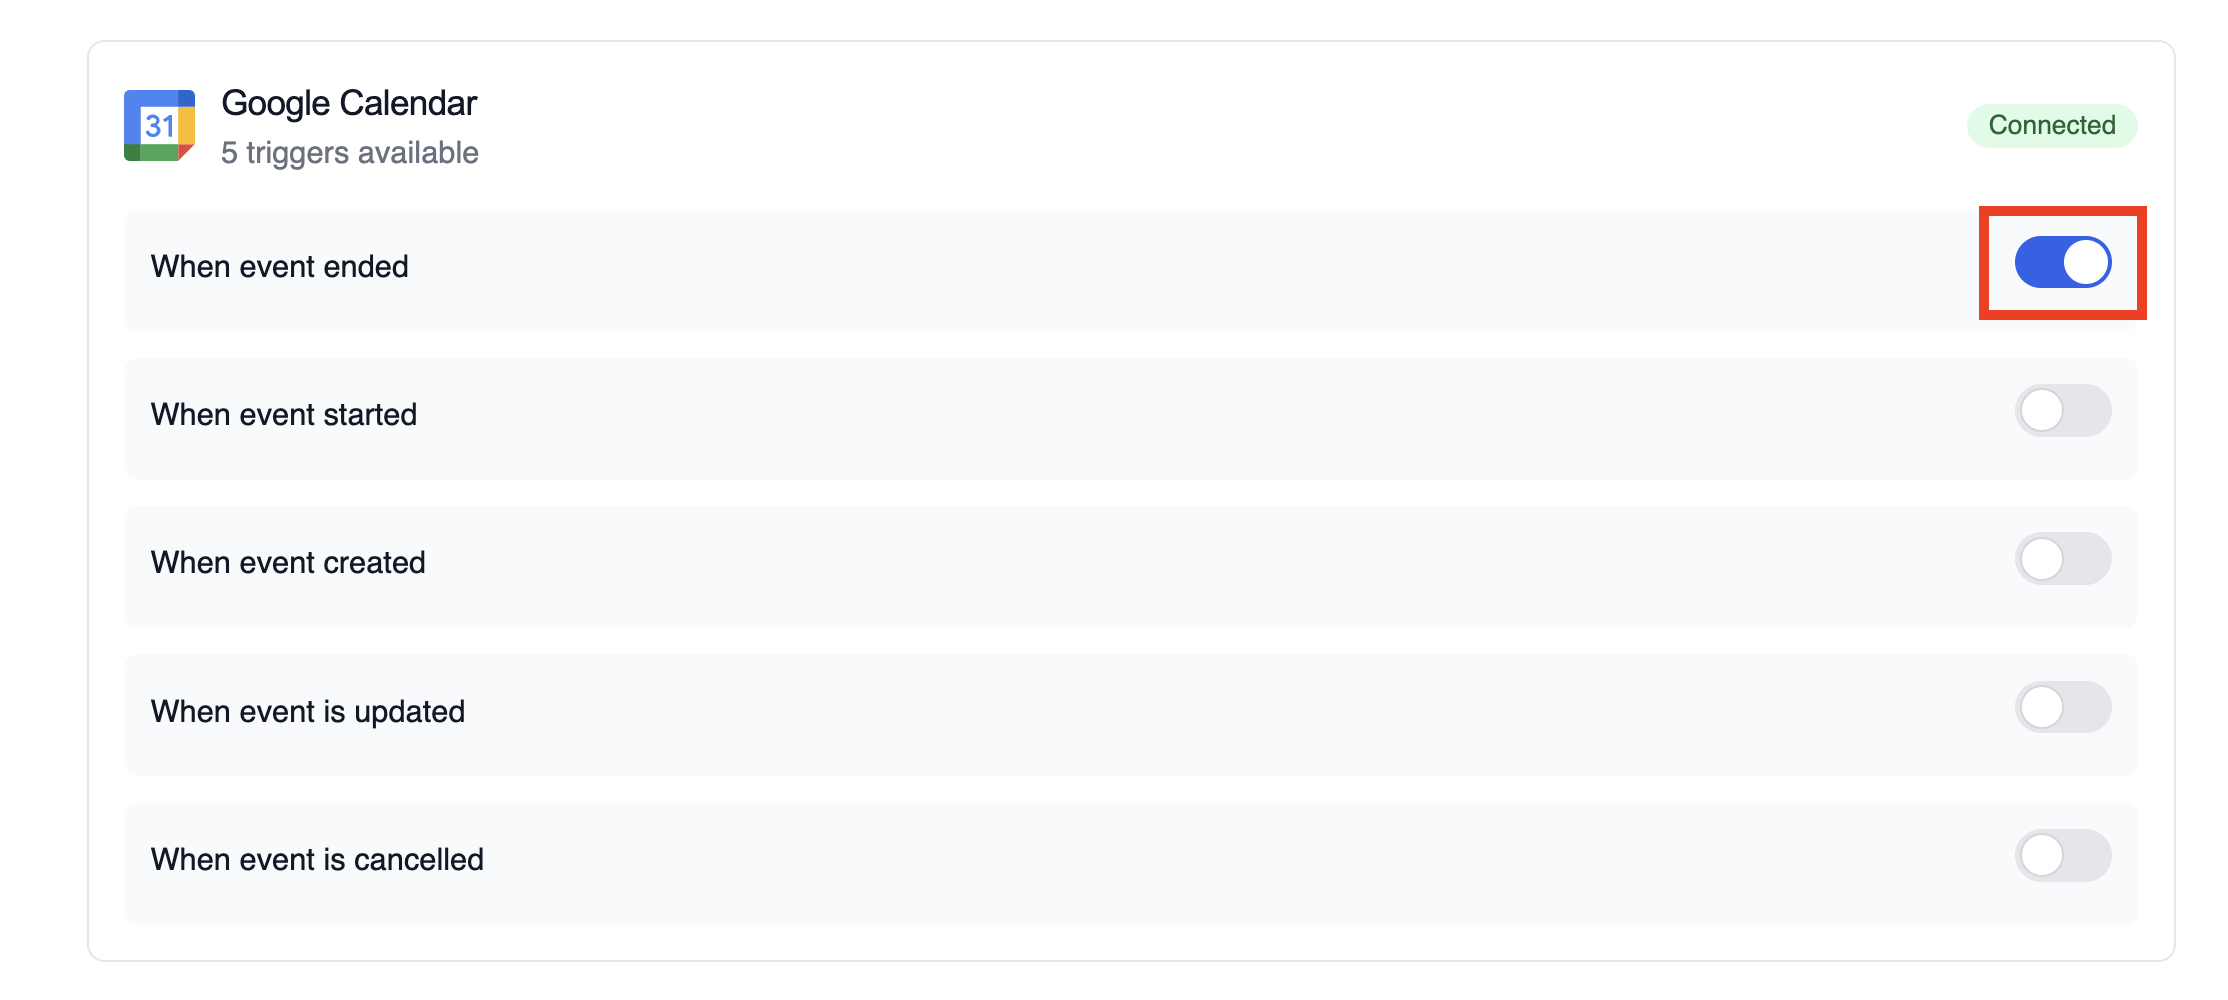 31
Google Calendar
5 triggers available
Connected
When event ended
When event started
When event created
When event is updated
When event is cancelled